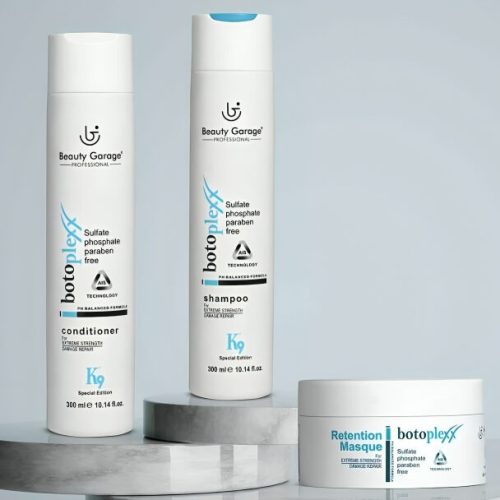 Beauty Garage®
PROFESSIONAL
botoplexx
Sulfate
phosphate
paraben
free
AIS
TECHNOLOGY
PH BALANCED FORMULA
conditioner
For
EXTREME STRENGTH
DAMAGE REPAIR
K9
Special Edition
300 ml e 10.14 fl.oz.
Beauty Garage®
PROFESSIONAL
botoplexx
Sulfate
phosphate
paraben
free
AIS
TECHNOLOGY
PH BALANCED FORMULA
shampoo
For
EXTREME STRENGTH
DAMAGE REPAIR
K9
Special Edition
300 ml e 10.14 fl.oz.
Retention
Masque
For
EXTREME STRENGTH
DAMAGE REPAIR
botoplexx
Sulfate
phosphate
paraben
free
AIS
TECHNOLOGY